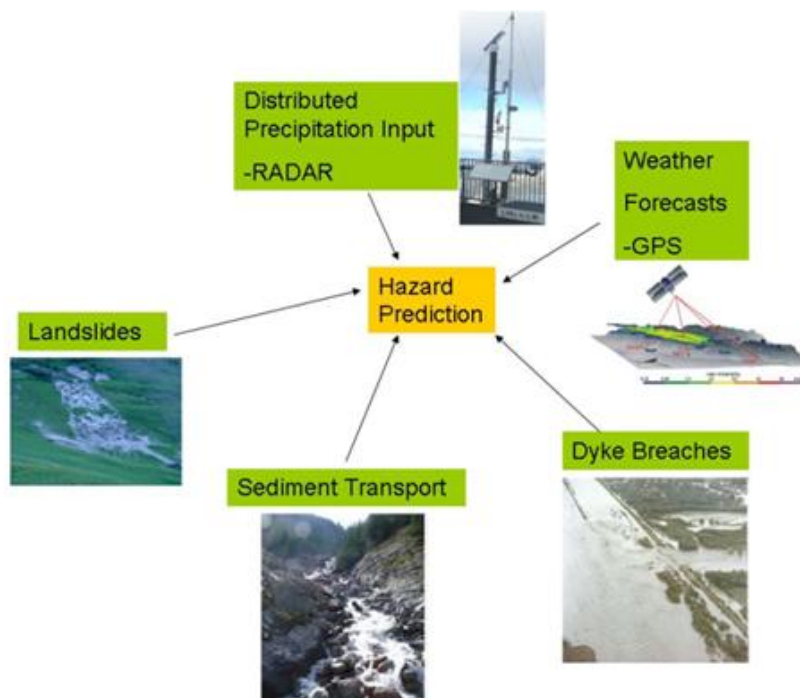 Distributed
Precipitation Input
-RADAR
Weather
Forecasts
-GPS
Hazard
Prediction
Landslides
Dyke Breaches
Sediment Transport